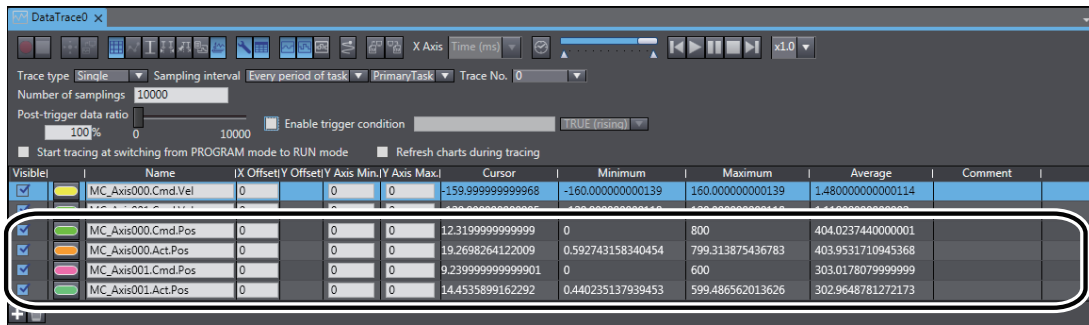 DataTrace0 x
X Axis Time (ms) x1.0
Trace type Single Sampling interval Every period of task PrimaryTask Trace No. 0
Number of samplings 10000
Post-trigger data ratio
100 % 0 10000 Enable trigger condition TRUE (rising)
Start tracing at switching from PROGRAM mode to RUN mode Refresh charts during tracing
Visible Name X Offset Y Offset Y Axis Min. Y Axis Max. Cursor Minimum Maximum Average Comment
MC_Axis000.Cmd.Vel 0 0 0 -159.999999999968 -160.000000000139 160.000000000139 1.480000000000114
MC_Axis000.Cmd.Pos 0 0 0 12.3199999999999 0 800 404.0237440000001
MC_Axis000.Act.Pos 0 0 0 19.2698264122009 0.592743158340454 799.313875436783 403.9531710945368
MC_Axis001.Cmd.Pos 0 0 0 9.239999999999901 0 600 303.0178079999999
MC_Axis001.Act.Pos 0 0 0 14.4535899162292 0.440235137939453 599.486562013626 302.9648781272173